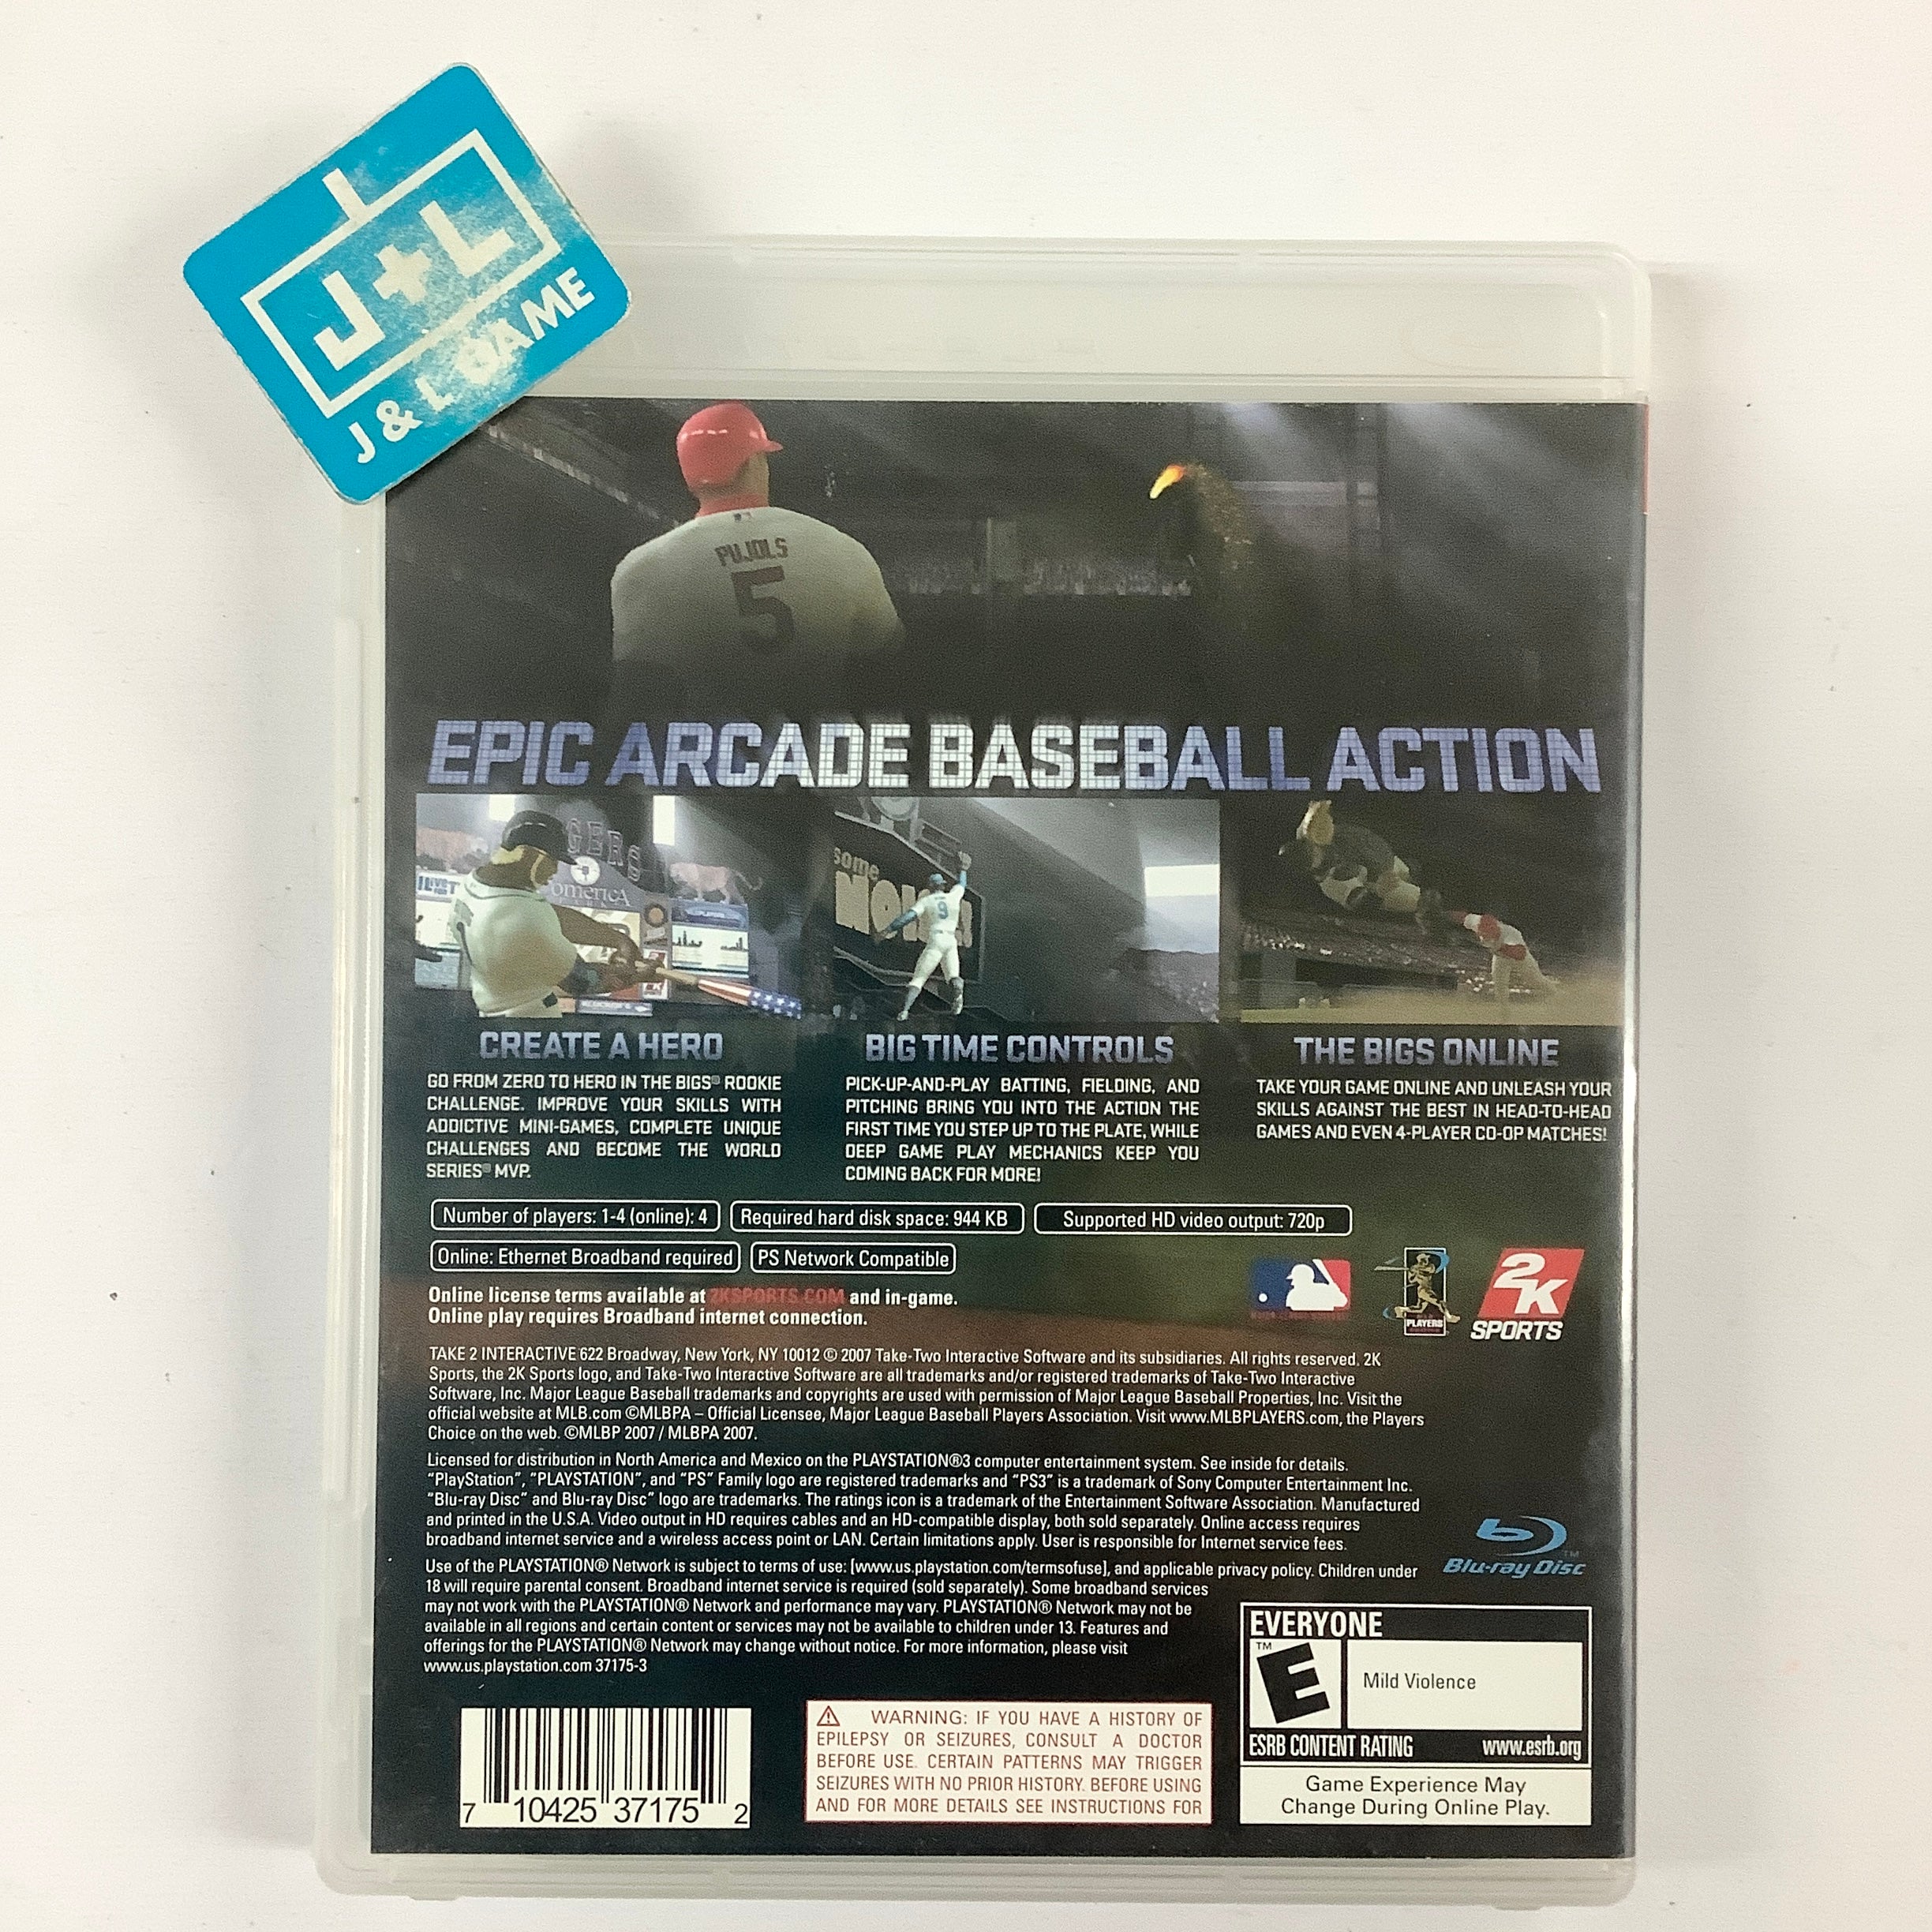 J+L
J & L GAME
PUJOLS
5
EPIC ARCADE BASEBALL ACTION
GERS
omericA
some
9
CREATE A HERO
GO FROM ZERO TO HERO IN THE BIGS® ROOKIE
CHALLENGE. IMPROVE YOUR SKILLS WITH
ADDICTIVE MINI-GAMES, COMPLETE UNIQUE
CHALLENGES AND BECOME THE WORLD
SERIES® MVP.
BIG TIME CONTROLS
PICK-UP-AND-PLAY BATTING, FIELDING, AND
PITCHING BRING YOU INTO THE ACTION THE
FIRST TIME YOU STEP UP TO THE PLATE, WHILE
DEEP GAME PLAY MECHANICS KEEP YOU
COMING BACK FOR MORE!
THE BIGS ONLINE
TAKE YOUR GAME ONLINE AND UNLEASH YOUR
SKILLS AGAINST THE BEST IN HEAD-TO-HEAD
GAMES AND EVEN 4-PLAYER CO-OP MATCHES!
Number of players: 1-4 (online): 4
Required hard disk space: 944 KB
Supported HD video output: 720p
Online: Ethernet Broadband required
PS Network Compatible
Online license terms available at 2KSPORTS.COM and in-game.
Online play requires Broadband internet connection.
PLAYERS
2K
SPORTS
TAKE 2 INTERACTIVE 622 Broadway, New York, NY 10012 © 2007 Take-Two Interactive Software and its subsidiaries. All rights reserved. 2K
Sports, the 2K Sports logo, and Take-Two Interactive Software are all trademarks and/or registered trademarks of Take-Two Interactive
Software, Inc. Major League Baseball trademarks and copyrights are used with permission of Major League Baseball Properties, Inc. Visit the
official website at MLB.com ©MLBPA – Official Licensee, Major League Baseball Players Association. Visit www.MLBPLAYERS.com, the Players
Choice on the web. ©MLBP 2007 / MLBPA 2007.
Licensed for distribution in North America and Mexico on the PLAYSTATION®3 computer entertainment system. See inside for details.
"PlayStation", "PLAYSTATION", and "PS" Family logo are registered trademarks and "PS3" is a trademark of Sony Computer Entertainment Inc.
"Blu-ray Disc" and Blu-ray Disc" logo are trademarks. The ratings icon is a trademark of the Entertainment Software Association. Manufactured
and printed in the U.S.A. Video output in HD requires cables and an HD-compatible display, both sold separately. Online access requires
broadband internet service and a wireless access point or LAN. Certain limitations apply. User is responsible for Internet service fees.
Use of the PLAYSTATION® Network is subject to terms of use: [www.us.playstation.com/termsofuse], and applicable privacy policy. Children under
18 will require parental consent. Broadband internet service is required (sold separately). Some broadband services
may not work with the PLAYSTATION® Network and performance may vary. PLAYSTATION® Network may not be
available in all regions and certain content or services may not be available to children under 13. Features and
offerings for the PLAYSTATION® Network may change without notice. For more information, please visit
www.us.playstation.com 37175-3
Blu-ray Disc
TM
EVERYONE
TM
E
Mild Violence
ESRB CONTENT RATING www.esrb.org
Game Experience May
Change During Online Play.
7 10425 37175 2
WARNING: IF YOU HAVE A HISTORY OF
EPILEPSY OR SEIZURES, CONSULT A DOCTOR
BEFORE USE. CERTAIN PATTERNS MAY TRIGGER
SEIZURES WITH NO PRIOR HISTORY. BEFORE USING
AND FOR MORE DETAILS SEE INSTRUCTIONS FOR